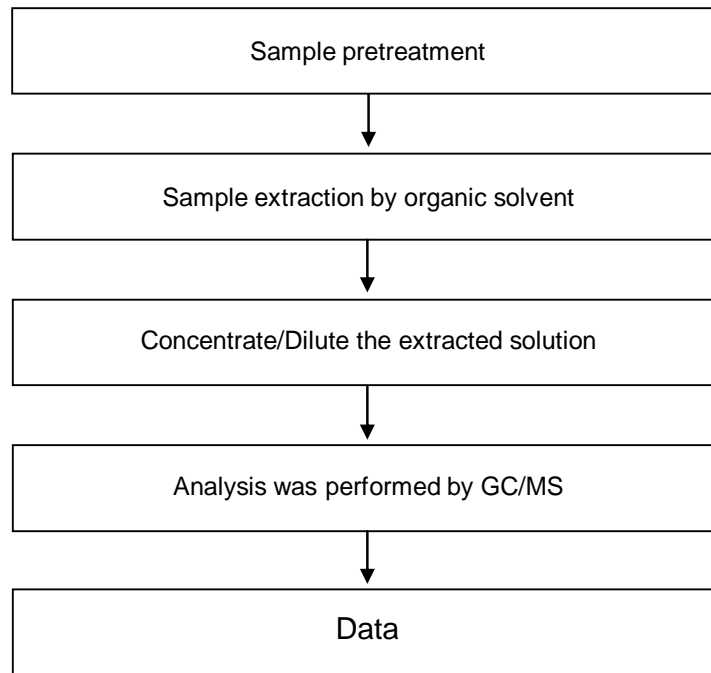 Sample pretreatment
Sample extraction by organic solvent
Concentrate/Dilute the extracted solution
Analysis was performed by GC/MS
Data